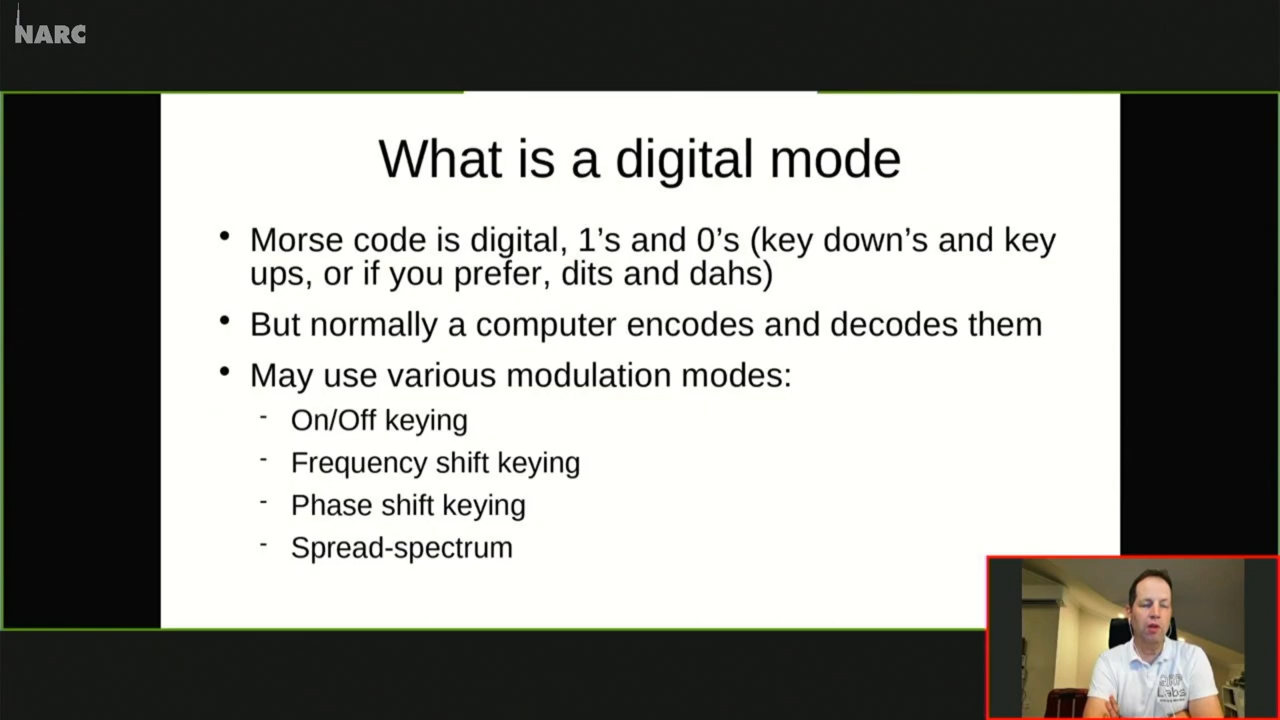 NARC
What is a digital mode
• Morse code is digital, 1’s and 0’s (key down’s and key
ups, or if you prefer, dits and dahs)
• But normally a computer encodes and decodes them
• May use various modulation modes:
- On/Off keying
- Frequency shift keying
- Phase shift keying
- Spread-spectrum
QRP
Labs